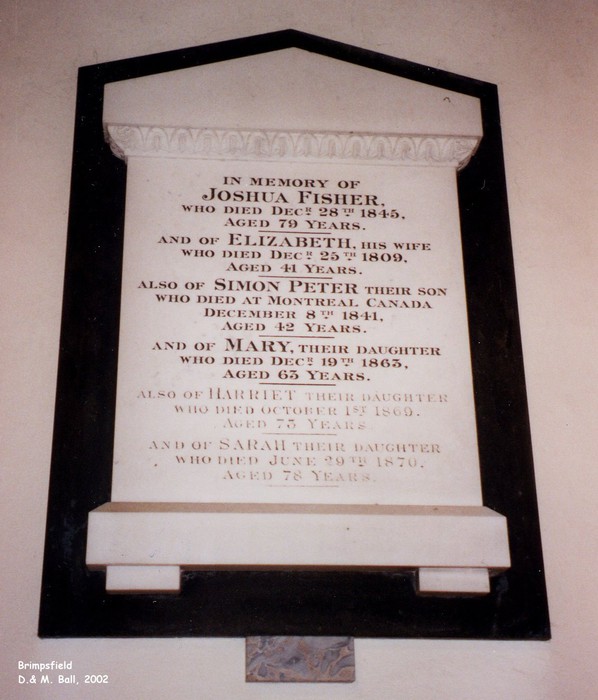 IN MEMORY OF
JOSHUA FISHER,
WHO DIED DECR 28TH 1845,
AGED 79 YEARS.
AND OF ELIZABETH, HIS WIFE
WHO DIED DECR 25TH 1809,
AGED 41 YEARS.
ALSO OF SIMON PETER THEIR SON
WHO DIED AT MONTREAL CANADA
DECEMBER 8TH 1841,
AGED 42 YEARS.
AND OF MARY, THEIR DAUGHTER
WHO DIED DECR 19TH 1863,
AGED 63 YEARS.
ALSO OF HARRIET THEIR DAUGHTER
WHO DIED OCTOBER 1ST 1869.
AGED 73 YEARS
AND OF SARAH THEIR DAUGHTER
WHO DIED JUNE 29TH 1870.
AGED 78 YEARS.
Brimpsfield
D.& M. Ball, 2002